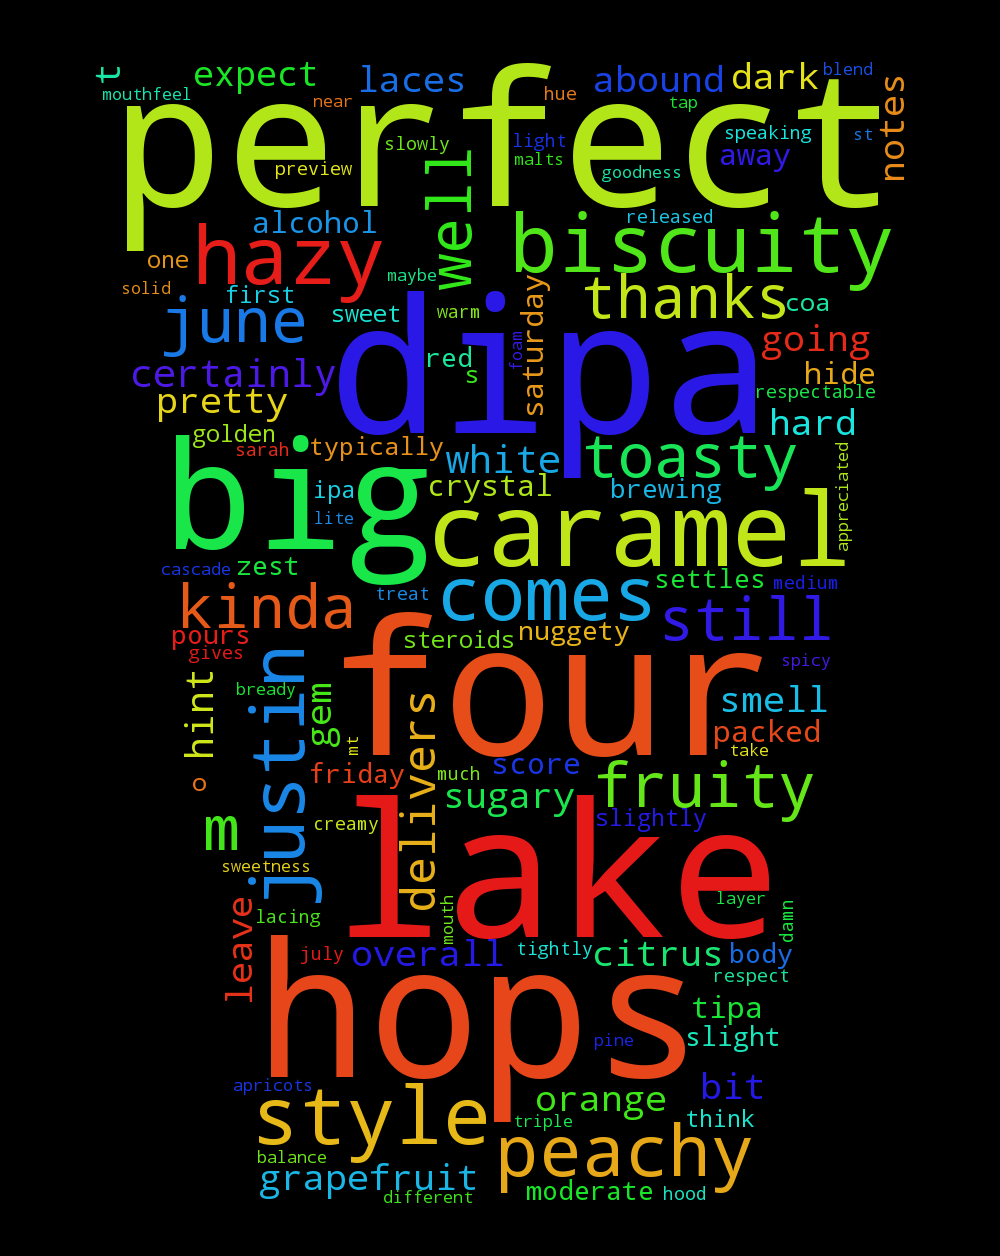 t
expect
laces
abound
dark
blend
mouthfeel
near
hue
tap
notes
perfect
slowly
light
speaking
st
preview
malts
goodness
away
well
alcohol
released
hazy
biscuity
one
maybe
solid
first
thanks
coa
june
sweet
dipa
warm
foam
saturday
going
certainly
red
s
hide
pretty
respectable
golden
hard
sarah
typically
white
toasty
appreciated
big
ipa
crystal
brewing
lite
caramel
cascade
zest
treat
comes
settles
medium
kinda
still
pours
steroids
nuggety
gives
spicy
justin
four
hint
bready
gem
smell
packed
mt
delivers
take
o
friday
much
score
fruity
sugary
m
creamy
lake
slightly
sweetness
leave
lacing
mouth
layer
damn
july
overall
tightly
citrus
body
respect
hops
tipa
pine
slight
apricots
style
orange
bit
triple
think
balance
peachy
grapefruit
different
moderate
hood